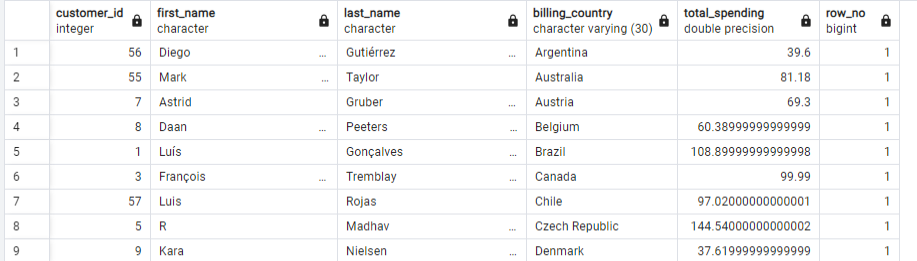 customer_id first_name last_name billing_country total_spending row_no
integer character character character varying (30) double precision bigint
1 56 Diego ... Gutiérrez ... Argentina 39.6 1
2 55 Mark ... Taylor Australia 81.18 1
3 7 Astrid Gruber ... Austria 69.3 1
4 8 Daan ... Peeters ... Belgium 60.38999999999999 1
5 1 Luís Gonçalves ... Brazil 108.89999999999998 1
6 3 François ... Tremblay ... Canada 99.99 1
7 57 Luis Rojas ... Chile 97.02000000000001 1
8 5 R Madhav ... Czech Republic 144.54000000000002 1
9 9 Kara Nielsen ... Denmark 37.61999999999999 1